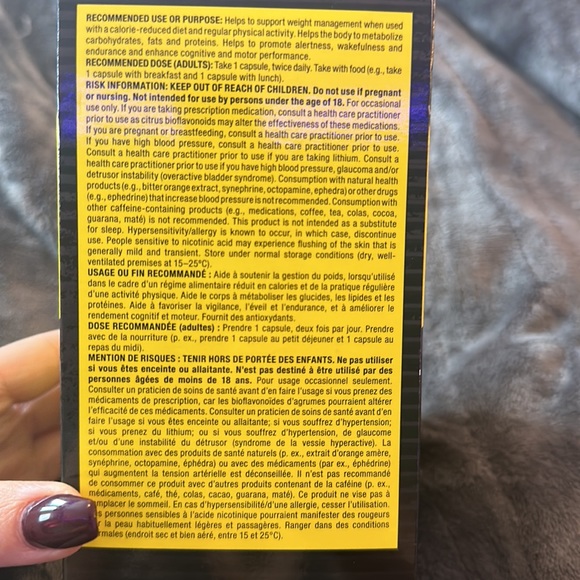 RECOMMENDED USE OR PURPOSE: Helps to support weight management when used
with a calorie-reduced diet and regular physical activity. Helps the body to metabolize
carbohydrates, fats and proteins. Helps to promote alertness, wakefulness and
endurance and enhance cognitive and motor performance.
RECOMMENDED DOSE (ADULTS): Take 1 capsule, twice daily. Take with food (e.g., take
1 capsule with breakfast and 1 capsule with lunch).
RISK INFORMATION: KEEP OUT OF REACH OF CHILDREN. Do not use if pregnant
or nursing. Not intended for use by persons under the age of 18. For occasional
use only. If you are taking prescription medication, consult a health care practitioner
prior to use as citrus bioflavonoids may alter the effectiveness of these medications.
If you are pregnant or breastfeeding, consult a health care practitioner prior to use.
If you have high blood pressure, consult a health care practitioner prior to use.
Consult a health care practitioner prior to use if you are taking lithium. Consult a
health care practitioner prior to use if you have high blood pressure, glaucoma and/or
detrusor instability (overactive bladder syndrome). Consumption with natural health
products (e.g., bitter orange extract, synephrine, octopamine, ephedra) or other drugs
(e.g., ephedrine) that increase blood pressure is not recommended. Consumption with
other caffeine-containing products (e.g., medications, coffee, tea, colas, cocoa,
guarana, maté) is not recommended. This product is not intended as a substitute
for sleep. Hypersensitivity/allergy is known to occur, in which case, discontinue
use. People sensitive to nicotinic acid may experience flushing of the skin that is
generally mild and transient. Store under normal storage conditions (dry, well-
ventilated premises at 15–25°C).
USAGE OU FIN RECOMMANDÉ : Aide à soutenir la gestion du poids, lorsqu'utilisé
dans le cadre d'un régime alimentaire réduit en calories et de la pratique régulière
d'une activité physique. Aide le corps à métaboliser les glucides, les lipides et les
protéines. Aide à favoriser la vigilance, l'éveil et l'endurance, et à améliorer le
rendement cognitif et moteur. Fournit des antioxydants.
DOSE RECOMMANDÉE (adultes) : Prendre 1 capsule, deux fois par jour. Prendre
avec de la nourriture (p. ex., prendre 1 capsule au petit déjeuner et 1 capsule au
repas du midi).
MENTION DE RISQUES : TENIR HORS DE PORTÉE DES ENFANTS. Ne pas utiliser
si vous êtes enceinte ou allaitante. N'est pas destiné à être utilisé par des
personnes âgées de moins de 18 ans. Pour usage occasionnel seulement.
Consulter un praticien de soins de santé avant d'en faire l'usage si vous prenez des
médicaments de prescription, car les bioflavonoïdes d'agrumes pourraient altérer
l'efficacité de ces médicaments. Consulter un praticien de soins de santé avant d'en
faire l'usage si vous êtes enceinte ou allaitante; si vous souffrez d'hypertension;
si vous prenez du lithium; ou si vous souffrez d'hypertension, de glaucome
et/ou d'une instabilité du détrusor (syndrome de la vessie hyperactive). La
consommation avec des produits de santé naturels (p. ex., extrait d'orange amère,
synéphrine, octopamine, éphédra) ou avec des médicaments (par ex., éphédrine)
qui augmentent la tension artérielle est déconseillée. Il n'est pas recommandé
de consommer ce produit avec d'autres produits contenant de la caféine (p. ex.,
médicaments, café, thé, colas, cacao, guarana, maté). Ce produit ne vise pas à
mplacer le sommeil. En cas d'hypersensibilité/d'une allergie, cesser l'utilisation.
s personnes sensibles à l'acide nicotinique pourraient manifester des rougeurs
r la peau habituellement légères et passagères. Ranger dans des conditions
rmales (endroit sec et bien aéré, entre 15 et 25°C).